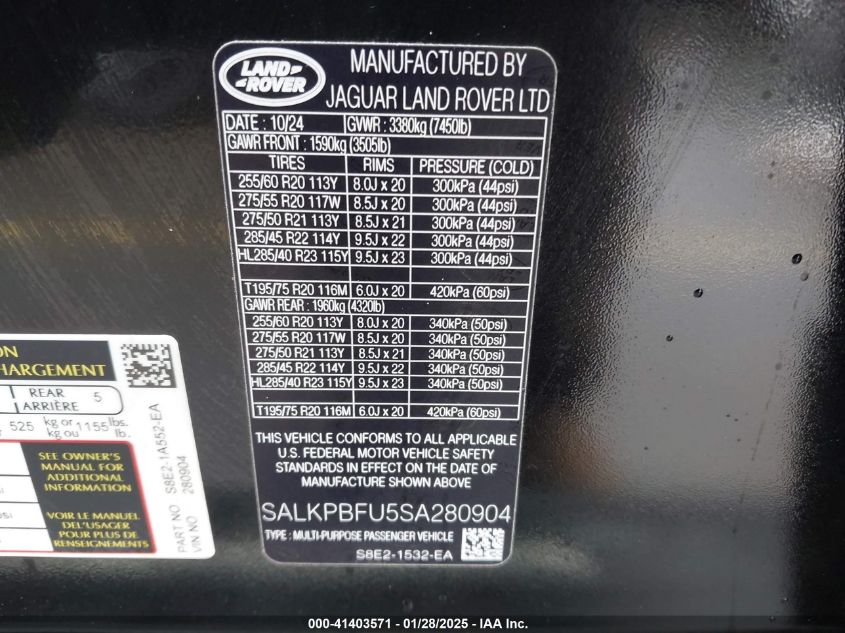 LAND
ROVER
MANUFACTURED BY
JAGUAR LAND ROVER LTD
DATE : 10/24 GVWR : 3380kg (7450lb)
GAWR FRONT : 1590kg (3505lb)
TIRES RIMS PRESSURE (COLD)
255/60 R20 113Y 8.0J x 20 300kPa (44psi)
275/55 R20 117W 8.5J x 20 300kPa (44psi)
275/50 R21 113Y 8.5J x 21 300kPa (44psi)
285/45 R22 114Y 9.5J x 22 300kPa (44psi)
HL285/40 R23 115Y 9.5J x 23 300kPa (44psi)
T195/75 R20 116M 6.0J x 20 420kPa (60psi)
GAWR REAR : 1960kg (4320lb)
255/60 R20 113Y 8.0J x 20 340kPa (50psi)
275/55 R20 117W 8.5J x 20 340kPa (50psi)
275/50 R21 113Y 8.5J x 21 340kPa (50psi)
285/45 R22 114Y 9.5J x 22 340kPa (50psi)
HL285/40 R23 115Y 9.5J x 23 340kPa (50psi)
T195/75 R20 116M 6.0J x 20 420kPa (60psi)
THIS VEHICLE CONFORMS TO ALL APPLICABLE
U.S. FEDERAL MOTOR VEHICLE SAFETY
STANDARDS IN EFFECT ON THE DATE OF
MANUFACTURE SHOWN ABOVE
SALKPBFU5SA280904
TYPE : MULTI-PURPOSE PASSENGER VEHICLE
S8E2-1532-EA
ON
HARGEMENT
REAR 5
ARRIÈRE
525 kg or 1155 lbs.
kg ou lb.
SEE OWNER'S
MANUAL FOR
ADDITIONAL
INFORMATION
VOIR LE MANUEL
DE L'USAGER
POUR PLUS DE
RENSEIGNEMENTS
PART NO S8E2-1A552-EA
VIN NO 280904
000-41403571 | 01/28/2025 - IAA Inc.